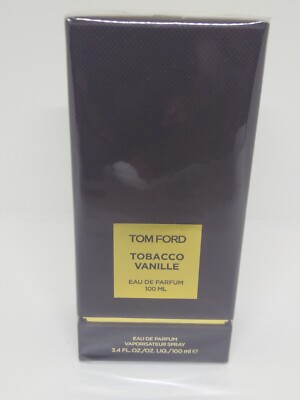 TOM FORD
TOBACCO
VANILLE
EAU DE PARFUM
100 ML
EAU DE PARFUM
VAPORISATEUR SPRAY
3.4 FL. OZ./OZ. LIQ./100 ml ℮